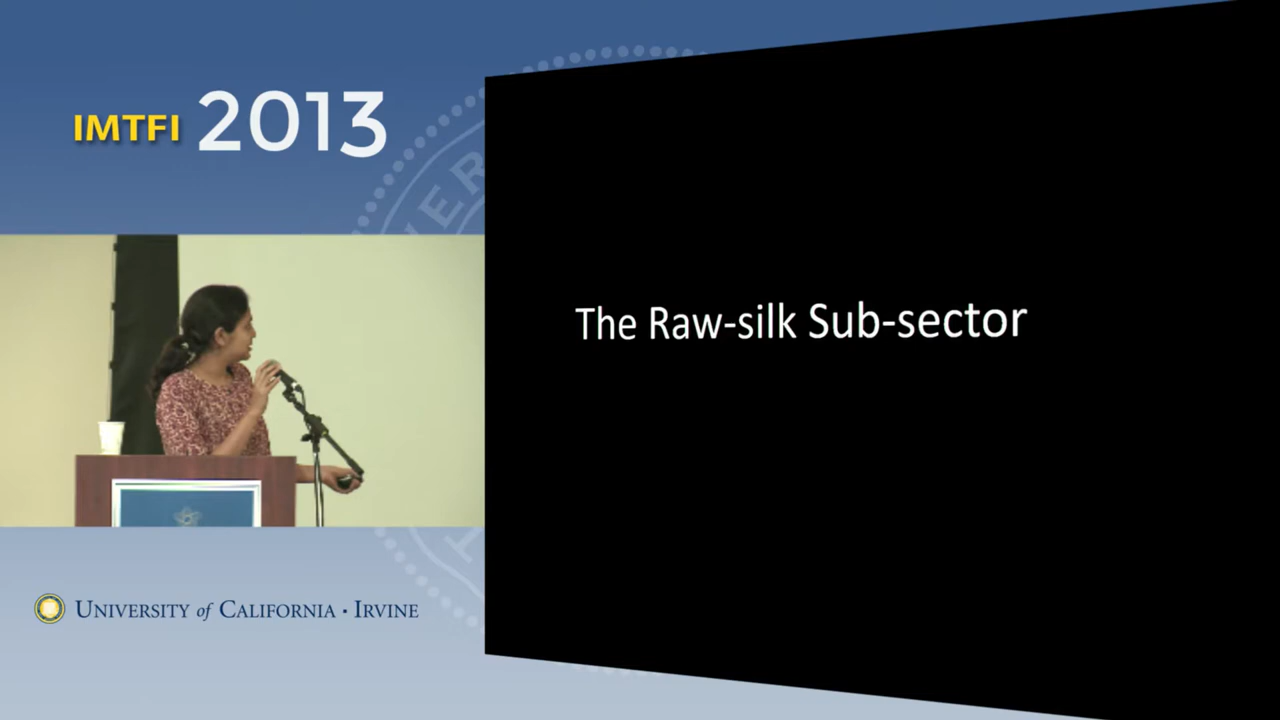 IMTFI 2013
The Raw-silk Sub-sector
UNIVERSITY of CALIFORNIA · IRVINE